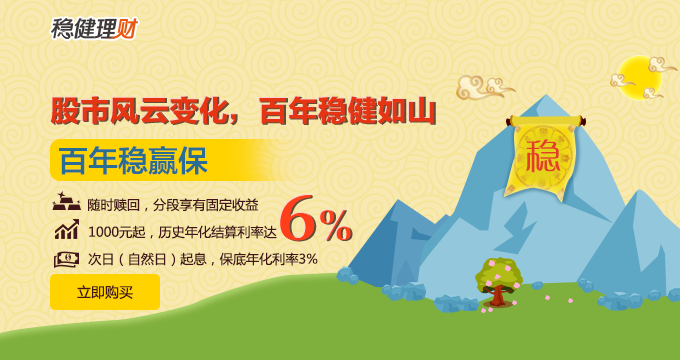 稳健理财
股市风云变化，百年稳健如山
百年稳赢保
稳
随时赎回，分段享有固定收益
1000元起，历史年化结算利率达6%
次日（自然日）起息，保底年化利率3%
立即购买